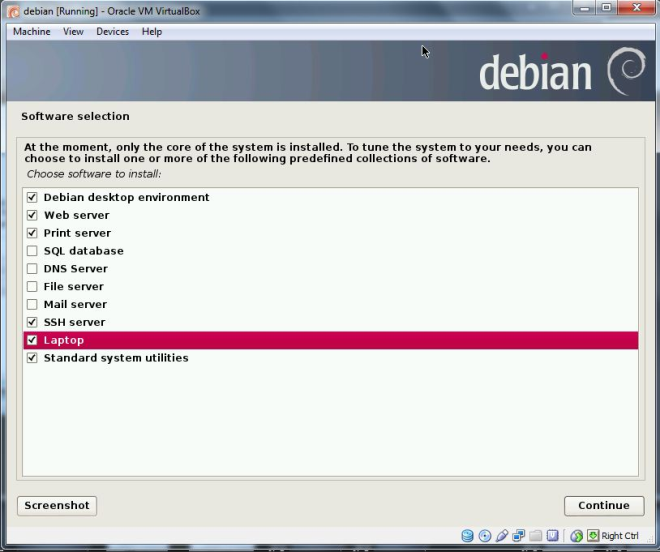 debian [Running] - Oracle VM VirtualBox
Machine View Devices Help
debian
Software selection
At the moment, only the core of the system is installed. To tune the system to your needs, you can
choose to install one or more of the following predefined collections of software.
Choose software to install:
Debian desktop environment
Web server
Print server
SQL database
DNS Server
File server
Mail server
SSH server
Laptop
Standard system utilities
Screenshot
Continue
Right Ctrl